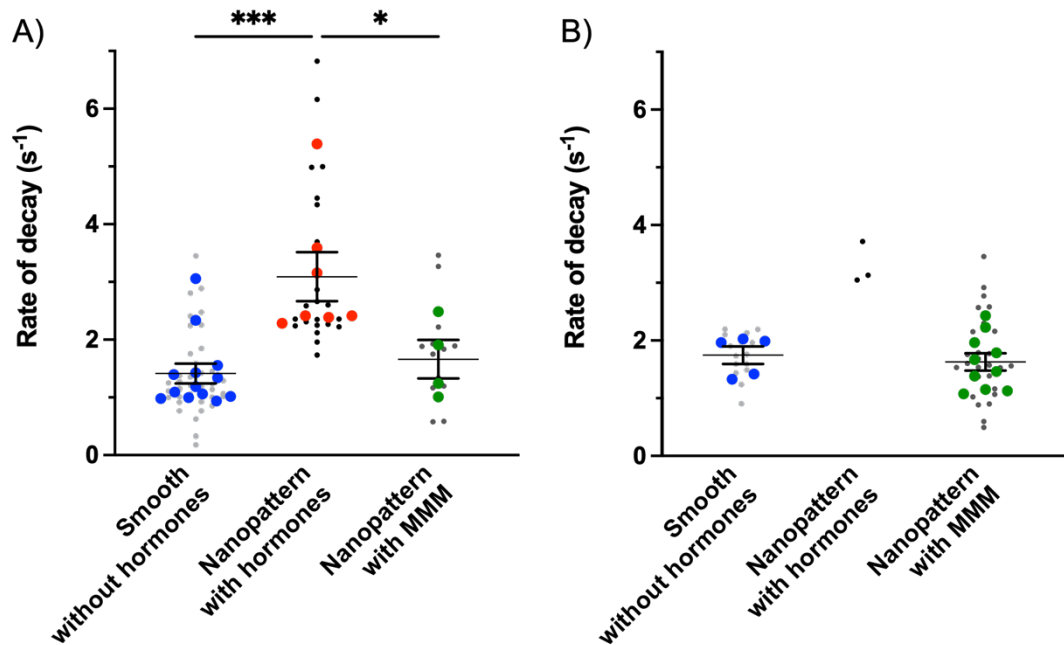 A)
*** *
Rate of decay (s-1)
6
4
2
0
Smooth
without hormones
Nanopattern
with hormones
Nanopattern
with MMM
B)
Rate of decay (s-1)
6
4
2
0
Smooth
without hormones
Nanopattern
with hormones
Nanopattern
with MMM